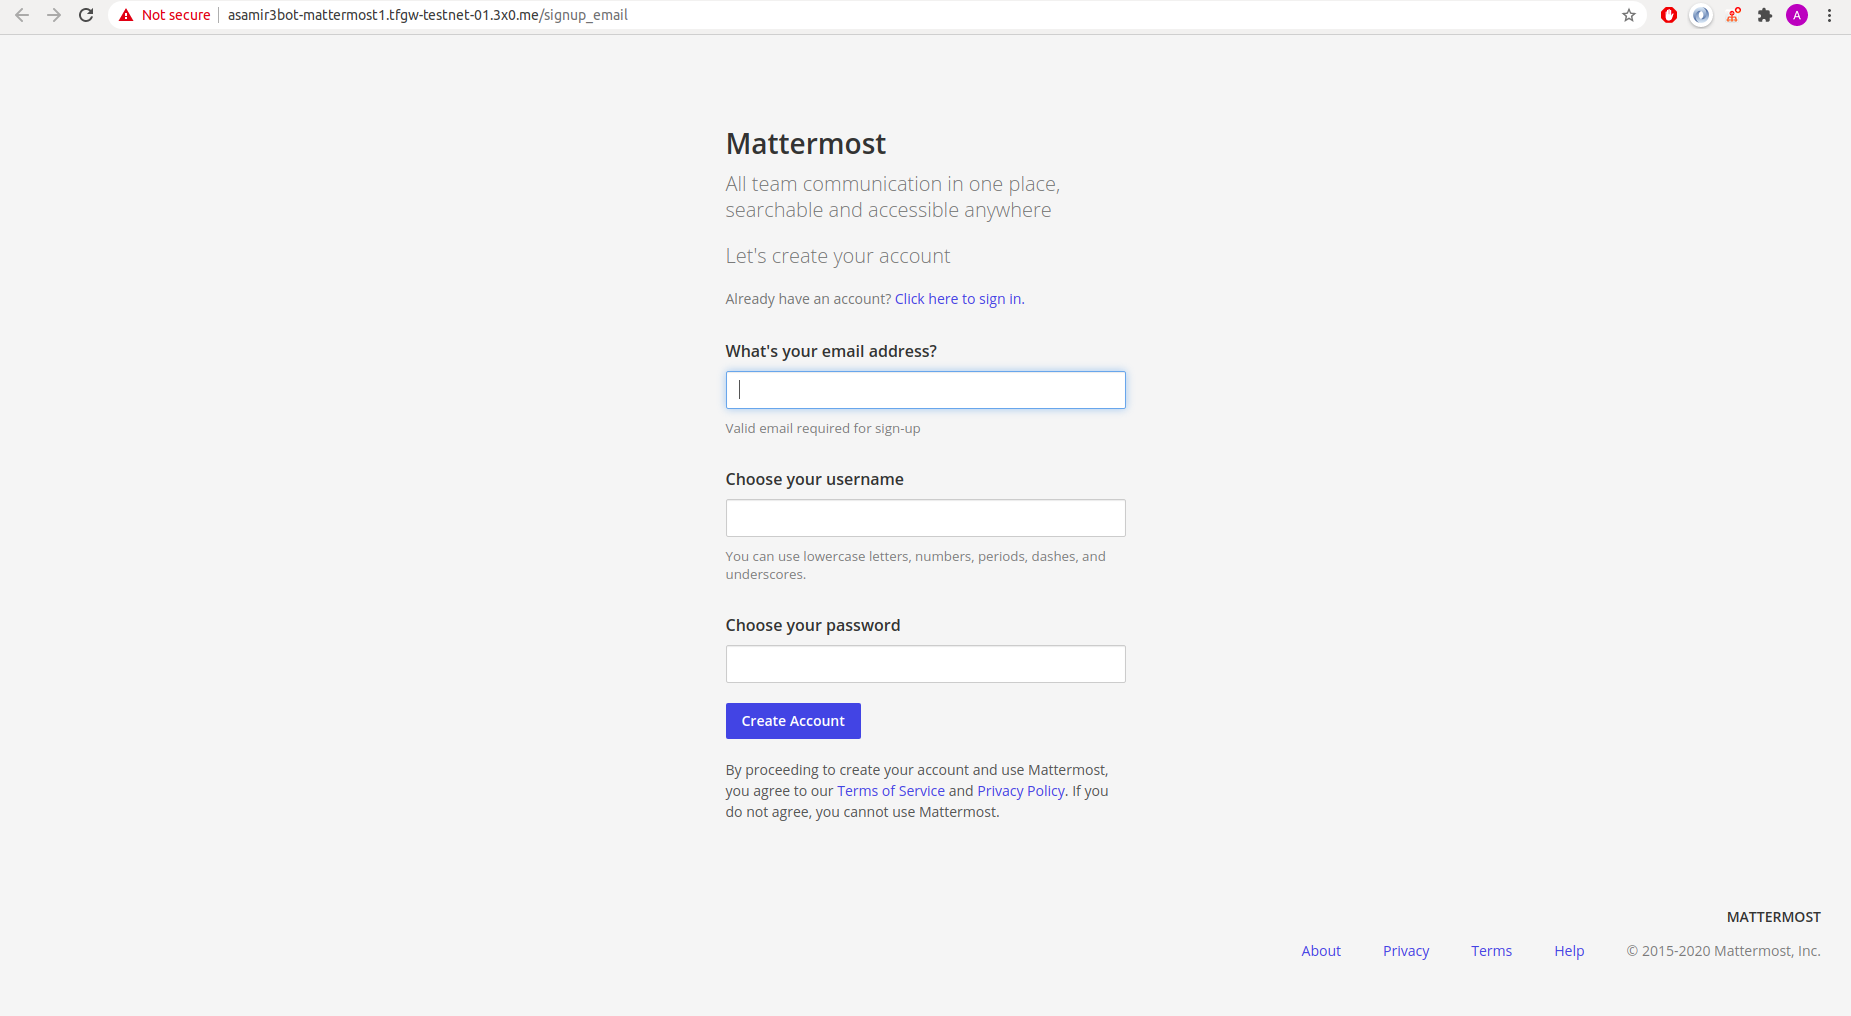 Not secure asamir3bot-mattermost1.tfgw-testnet-01.3x0.me/signup_email
A
Mattermost
All team communication in one place,
searchable and accessible anywhere
Let's create your account
Already have an account? Click here to sign in.
What's your email address?
Valid email required for sign-up
Choose your username
You can use lowercase letters, numbers, periods, dashes, and
underscores.
Choose your password
Create Account
By proceeding to create your account and use Mattermost,
you agree to our Terms of Service and Privacy Policy. If you
do not agree, you cannot use Mattermost.
MATTERMOST
About Privacy Terms Help © 2015-2020 Mattermost, Inc.